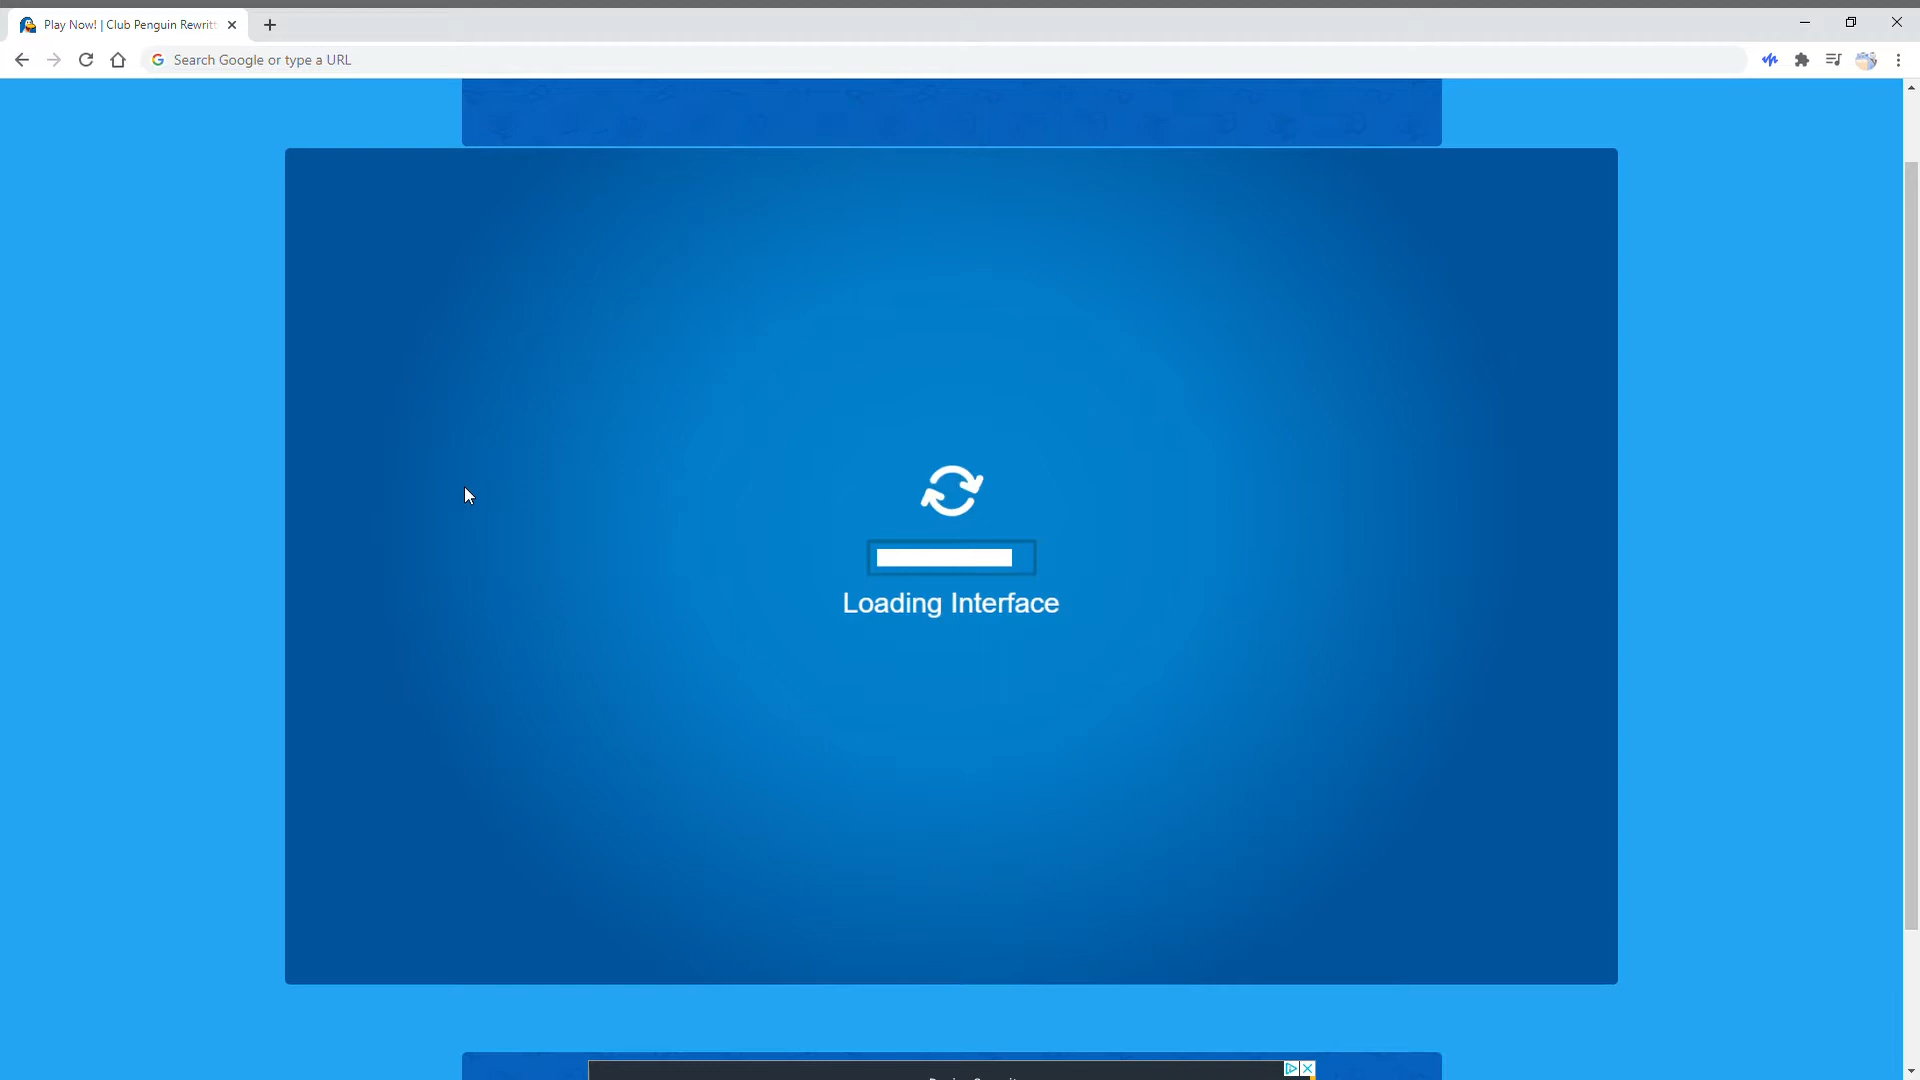 Play Now! | Club Penguin Rewritt
Search Google or type a URL
Loading Interface